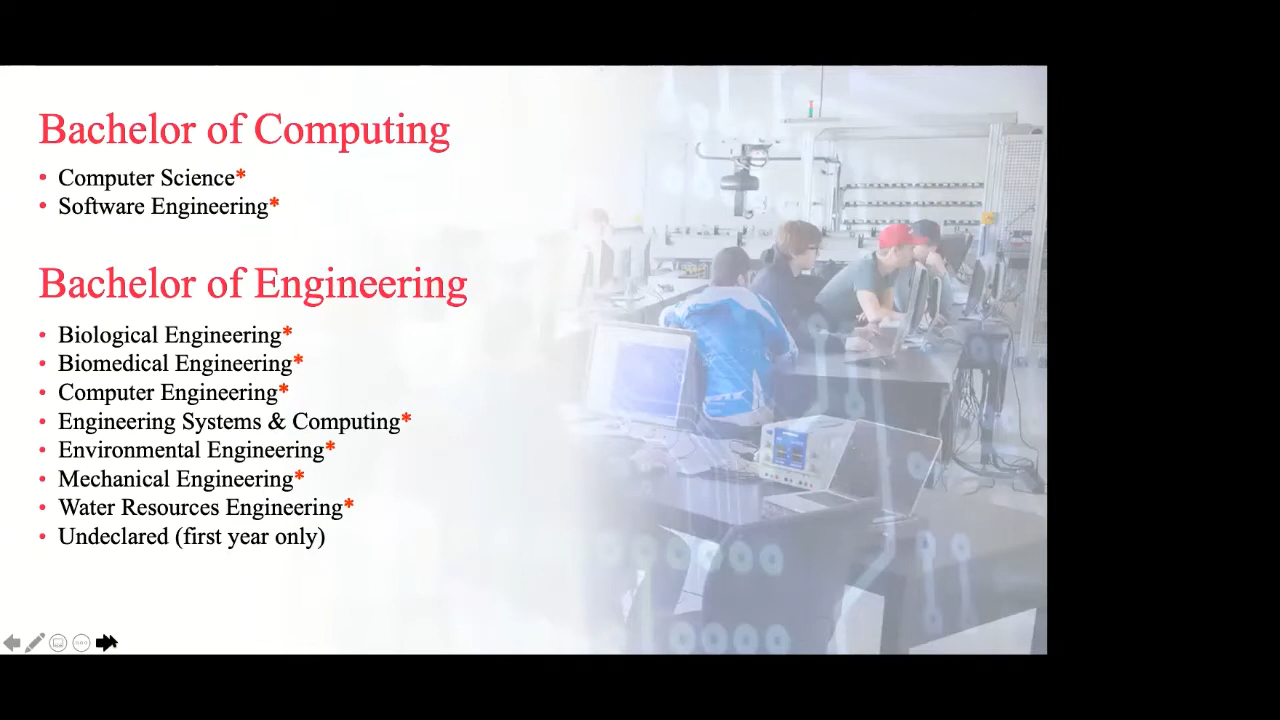 Bachelor of Computing
• Computer Science*
• Software Engineering*
Bachelor of Engineering
• Biological Engineering*
• Biomedical Engineering*
• Computer Engineering*
• Engineering Systems & Computing*
• Environmental Engineering*
• Mechanical Engineering*
• Water Resources Engineering*
• Undeclared (first year only)